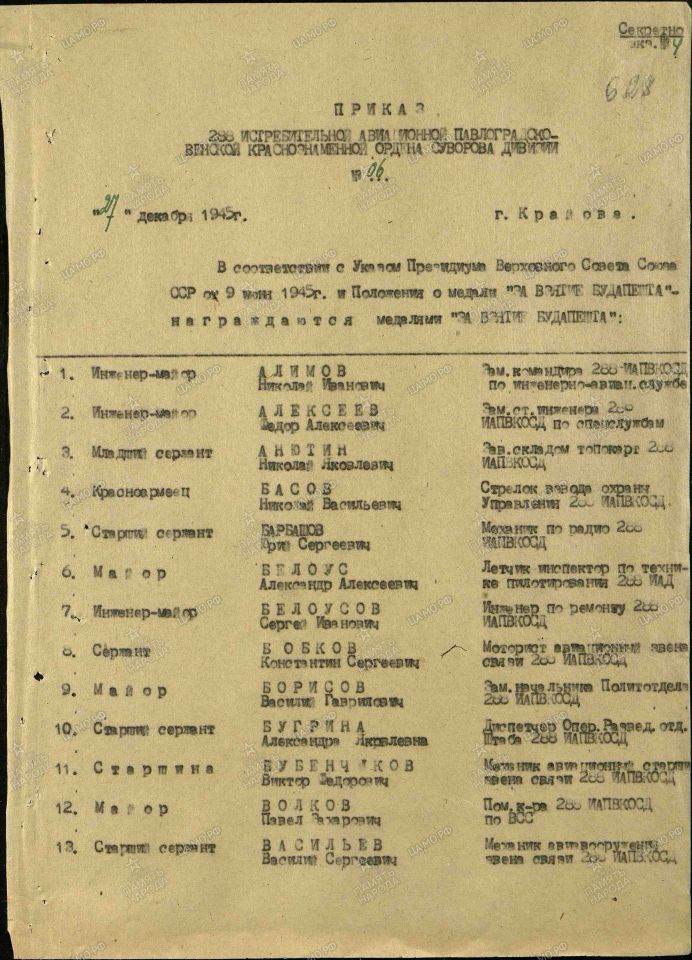 Секретно
экз.№ 4
628
ПРИКАЗ
288 ИСТРЕБИТЕЛЬНОЙ АВИАЦИОННОЙ ПАВЛОГРАДСКО-
ВЕНСКОЙ КРАСНОЗНАМЕННОЙ ОРДЕНА СУВОРОВА ДИВИЗИИ
№ 06
"27" декабря 1945г. г. Крайова.
В соответствии с Указом Президиума Верховного Совета Союза
ССР от 9 июня 1945г. и Положения о медали "ЗА ВЗЯТИЕ БУДАПЕШТА"-
награждаются медалями "ЗА ВЗЯТИЕ БУДАПЕШТА":
1. Инженер-майор АЛИМОВ Зам.командира 288 ИАПВКОСД
Николай Иванович по инженерно-авиац.службе
2. Инженер-майор АЛЕКСЕЕВ Зам.ст.инженера 288
Федор Алексеевич ИАПВКОСД по спецслужбам
3. Младший сержант АНЮТИН Зав.складом топокарт 288
Николай Яковлевич ИАПВКОСД
4. Красноармеец БАСОВ Стрелок взвода охраны
Николай Васильевич Управления 288 ИАПВКОСД
5. Старший сержант БАРБАШОВ Механик по радио 288
Юрий Сергеевич ИАПВКОСД
6. Майор БЕЛОУС Летчик инспектор по техни-
Александр Алексеевич ке пилотирования 288 ИАД
7. Инженер-майор БЕЛОУСОВ Инженер по ремонту 288
Сергей Иванович ИАПВКОСД
8. Сержант БОБКОВ Моторист авиационный звена
Константин Сергеевич связи 288 ИАПВКОСД
9. Майор БОРИСОВ Зам.начальника Политотдела
Василий Гаврилович 288 ИАПВКОСД
10. Старший сержант БУГРИНА Диспетчер Опер.Развед.отд.
Александра Яковлевна Штаба 288 ИАПВКОСД
11. Старшина БУБЕНЧИКОВ Механик авиационный старший
Виктор Федорович звена связи 288 ИАПВКОСД
12. Майор ВОЛКОВ Пом.к-ра 288 ИАПВКОСД
Павел Захарович по ВСС
13. Старший сержант ВАСИЛЬЕВ Механик авиавооружения
Василий Сергеевич звена связи 288 ИАПВКОСД